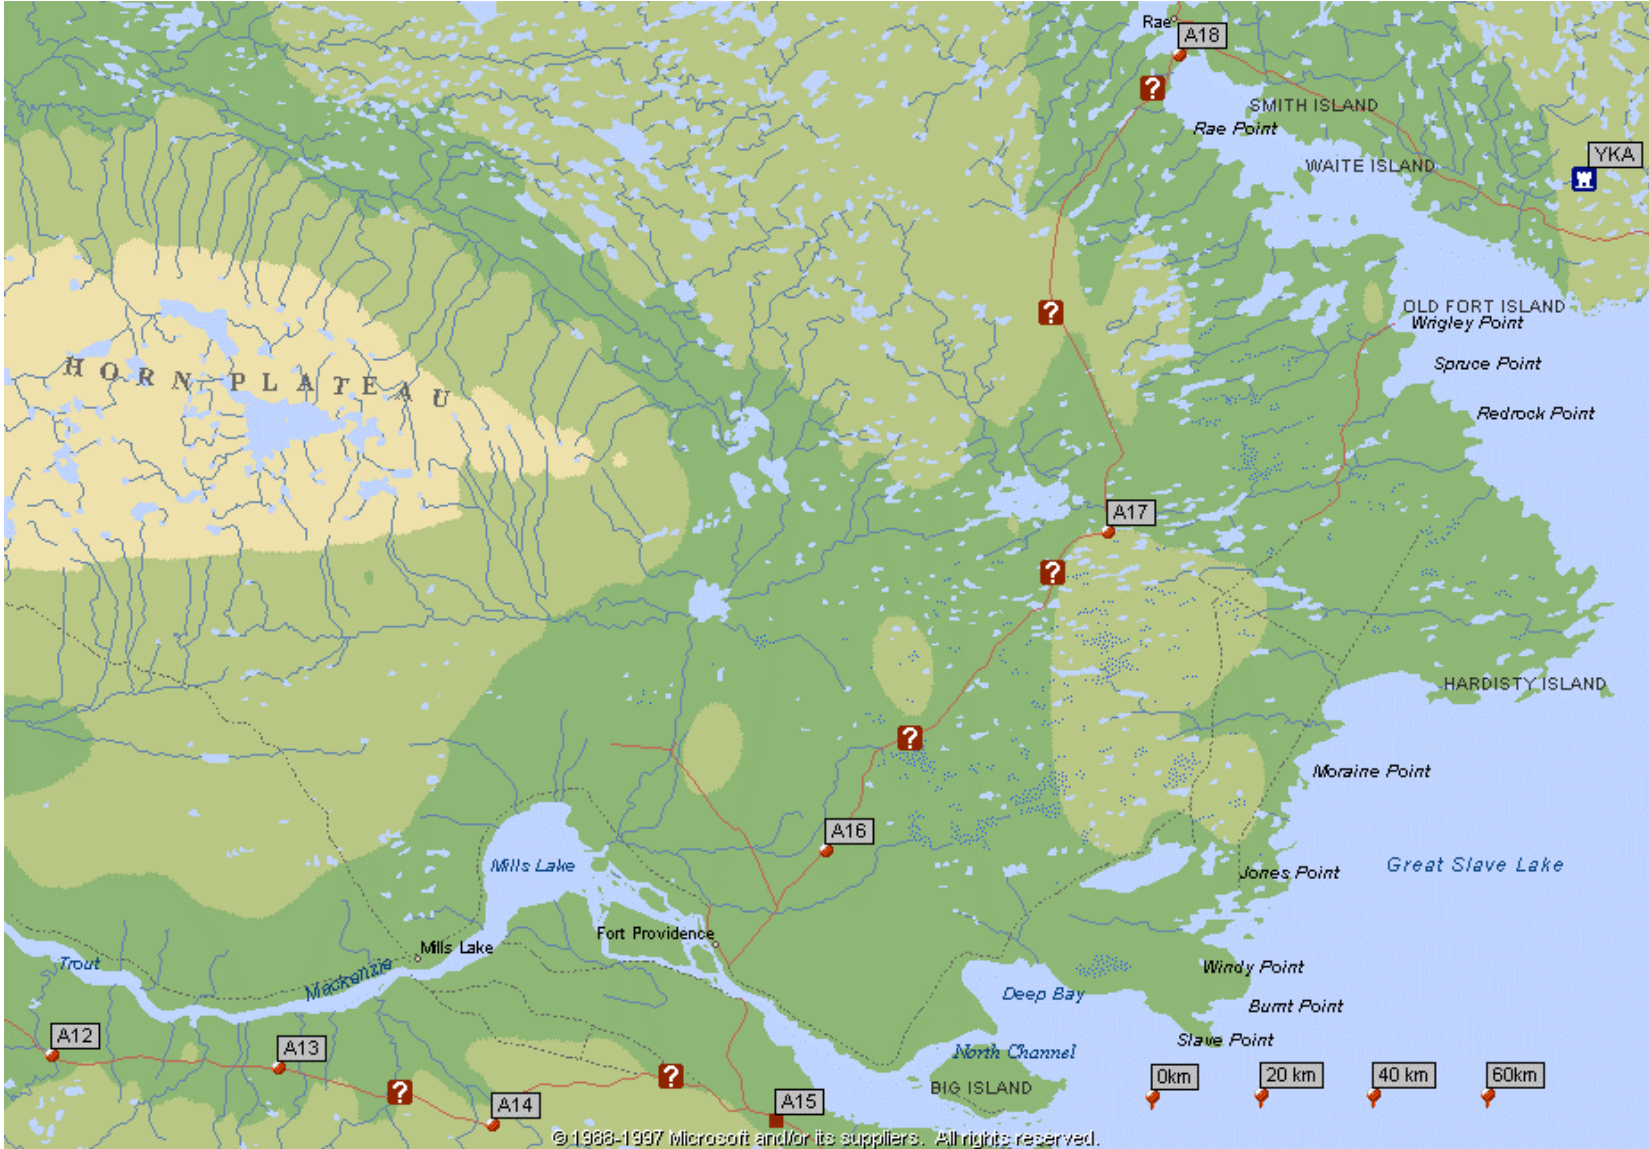 Rae
A18
?
SMITH ISLAND
Rae Point
YKA
WAITE ISLAND
?
OLD FORT ISLAND
Wrigley Point
Spruce Point
HORN PLATEAU
Redrock Point
A17
?
HARDISTY ISLAND
?
Moraine Point
A16
Mills Lake
Great Slave Lake
Jones Point
Fort Providence
Mills Lake
Trout
Mackenzie
Windy Point
Deep Bay
Burnt Point
A12
A13
Slave Point
North Channel
?
?
BIG ISLAND
0km
20 km
40 km
60km
A14
A15
© 1988-1997 Microsoft and/or its suppliers. All rights reserved.